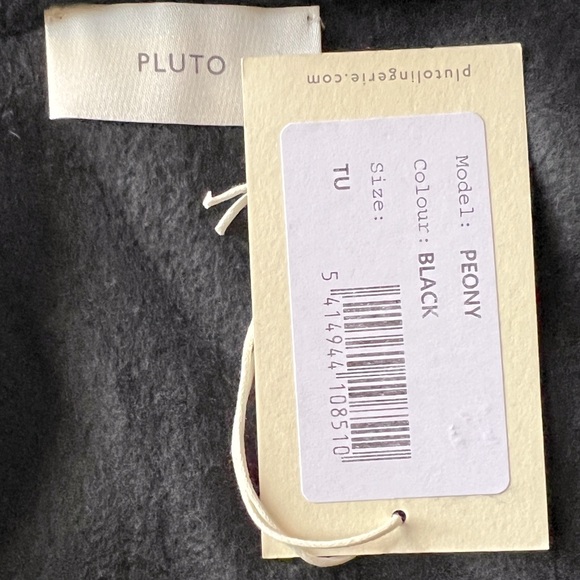 PLUTO
plutolingerie.com
Model: PEONY
Colour: BLACK
Size:
TU
5 414944 108510